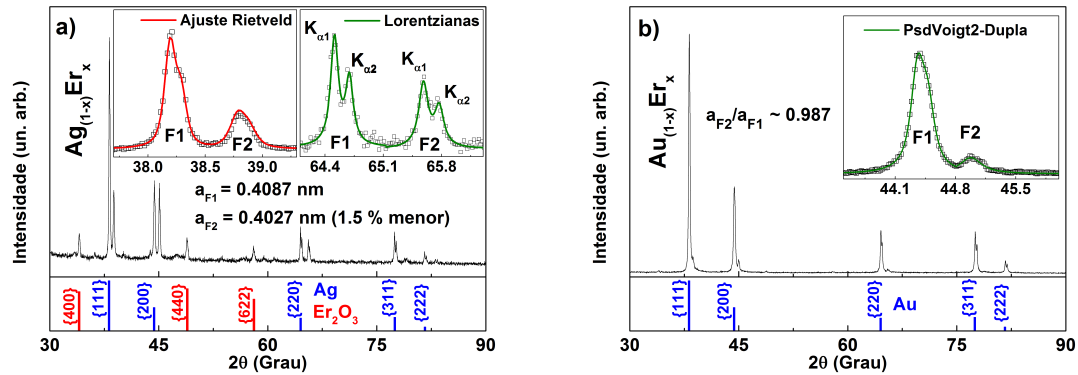 a)
Ajuste Rietveld
F1
F2
38.0 38.5 39.0
Lorentzianas
Kα1
Kα2
Kα1
Kα2
F1
F2
64.4 65.1 65.8
Ag(1-x)Erx
aF1 = 0.4087 nm
aF2 = 0.4027 nm (1.5 % menor)
Intensidade (un. arb.)
{400}
{111}
{200}
{440}
{622}
{220}
{311}
{222}
Ag
Er2O3
30 45 60 75 90
2θ (Grau)
b)
PsdVoigt2-Dupla
F1
F2
44.1 44.8 45.5
Au(1-x)Erx
aF2/aF1 ~ 0.987
Intensidade (un. arb.)
{111}
{200}
{220}
{311}
{222}
Au
30 45 60 75 90
2θ (Grau)